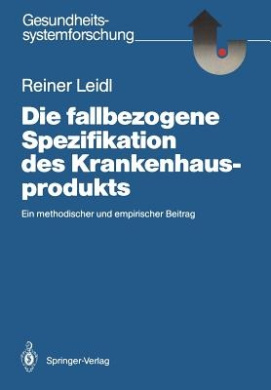 Gesundheits-
systemforschung
Reiner Leidl
Die fallbezogene
Spezifikation
des Krankenhaus-
produkts
Ein methodischer und empirischer Beitrag
Springer-Verlag